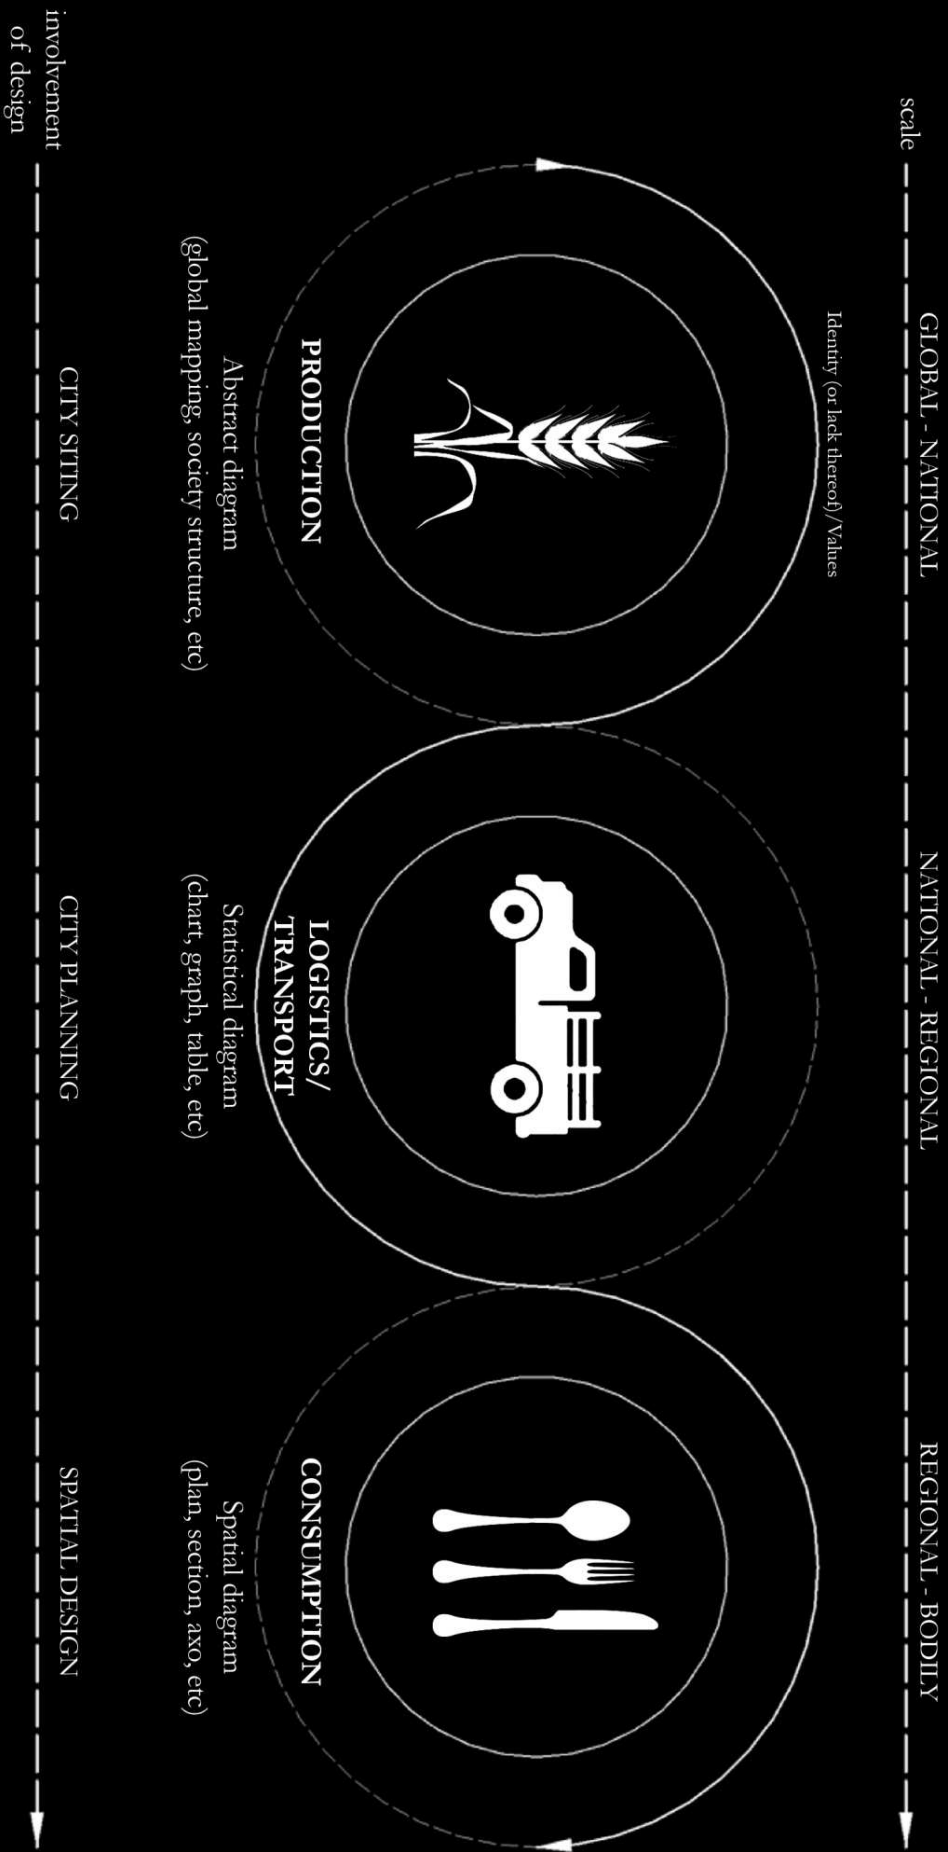 scale
GLOBAL - NATIONAL
NATIONAL - REGIONAL
REGIONAL - BODILY
Identity (or lack thereof)/Values
PRODUCTION
LOGISTICS/
TRANSPORT
CONSUMPTION
Abstract diagram
(global mapping, society structure, etc)
Statistical diagram
(chart, graph, table, etc)
Spatial diagram
(plan, section, axo, etc)
involvement
of design
CITY SITING
CITY PLANNING
SPATIAL DESIGN